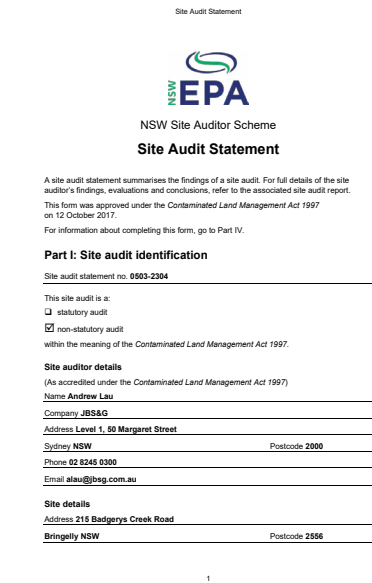 Site Audit Statement
NSW EPA
NSW Site Auditor Scheme
Site Audit Statement
A site audit statement summarises the findings of a site audit. For full details of the site
auditor's findings, evaluations and conclusions, refer to the associated site audit report.
This form was approved under the Contaminated Land Management Act 1997
on 12 October 2017.
For information about completing this form, go to Part IV.
Part I: Site audit identification
Site audit statement no. 0503-2304
This site audit is a:
❑ statutory audit
☑ non-statutory audit
within the meaning of the Contaminated Land Management Act 1997.
Site auditor details
(As accredited under the Contaminated Land Management Act 1997)
Name Andrew Lau
Company JBS&G
Address Level 1, 50 Margaret Street
Sydney NSW Postcode 2000
Phone 02 8245 0300
Email alau@jbsg.com.au
Site details
Address 215 Badgerys Creek Road
Bringelly NSW Postcode 2556
1